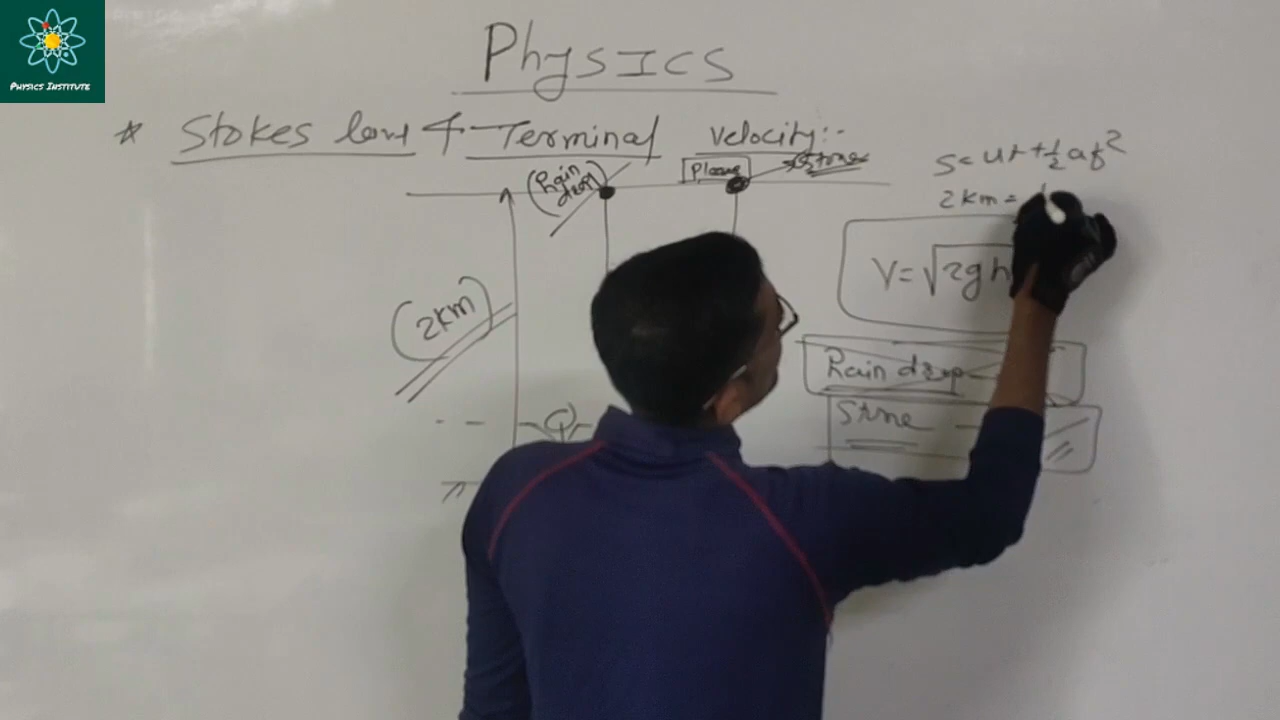 PHYSICS INSTITUTE
PhysICS
* Stokes law & Terminal Velocity:-
(Rain drop) Plane Stone
S=ut+½at²
2km=
(2km)
V=√2gh
Rain drop
Stone